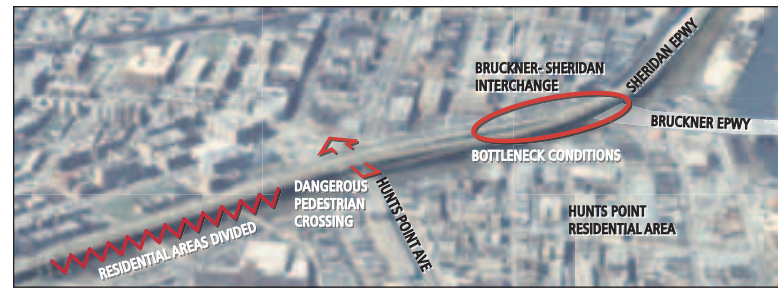 BRUCKNER- SHERIDAN
INTERCHANGE
SHERIDAN EPWY
BRUCKNER EPWY
BOTTLENECK CONDITIONS
DANGEROUS
PEDESTRIAN
CROSSING
HUNTS POINT AVE
HUNTS POINT
RESIDENTIAL AREA
RESIDENTIAL AREAS DIVIDED